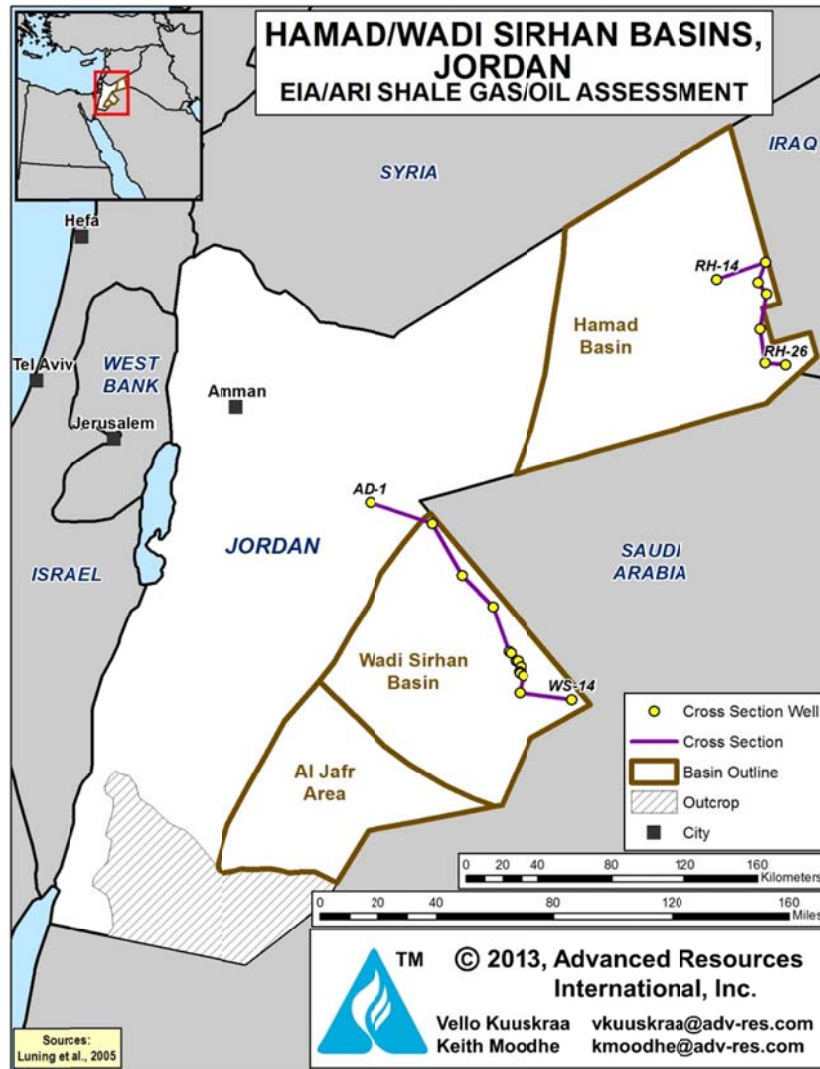 HAMAD/WADI SIRHAN BASINS,
JORDAN
EIA/ARI SHALE GAS/OIL ASSESSMENT
IRAQ
SYRIA
Hefa
RH-14
Hamad
Basin
RH-26
Tel Aviv
WEST
BANK
Amman
Jerusalem
AD-1
JORDAN
ISRAEL
SAUDI
ARABIA
Wadi Sirhan
Basin
WS-14
Al Jafr
Area
Cross Section Well
Cross Section
Basin Outline
Outcrop
City
0 20 40 80 120 160
Kilometers
0 40 80 120 160
Miles
TM
© 2013, Advanced Resources
International, Inc.
Vello Kuuskraa vkuuskraa@adv-res.com
Keith Moodhe kmoodhe@adv-res.com
Sources:
Luning et al., 2005